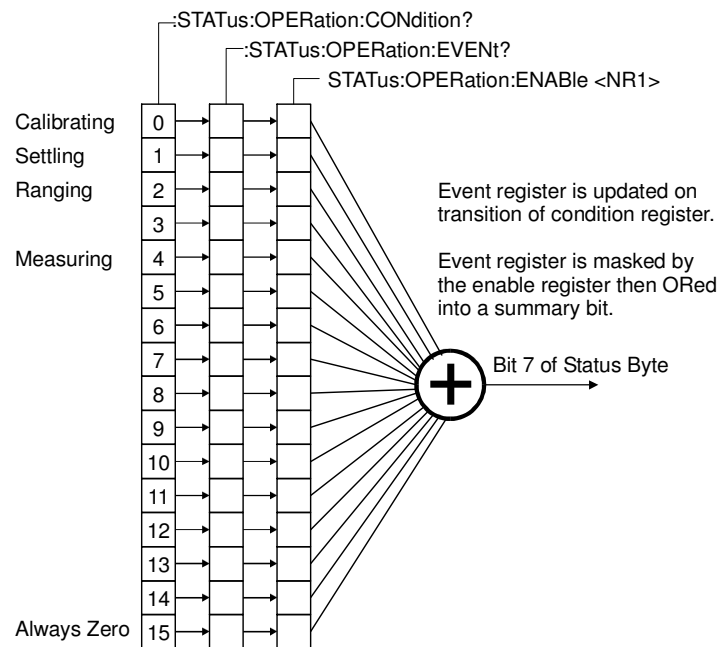 :STATus:OPERation:CONdition?
:STATus:OPERation:EVENt?
STATus:OPERation:ENABle <NR1>
Calibrating 0
Settling 1
Ranging 2
3
Measuring 4
5
6
7
8
9
10
11
12
13
14
Always Zero 15
Event register is updated on
transition of condition register.
Event register is masked by
the enable register then ORed
into a summary bit.
+
Bit 7 of Status Byte